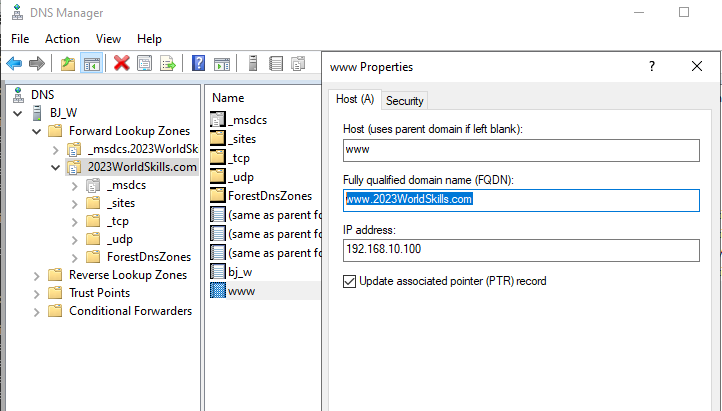 DNS Manager
File Action View Help
DNS
BJ_W
Forward Lookup Zones
_msdcs.2023WorldSk
2023WorldSkills.com
_msdcs
_sites
_tcp
_udp
ForestDnsZones
Reverse Lookup Zones
Trust Points
Conditional Forwarders
Name
_msdcs
_sites
_tcp
_udp
ForestDnsZones
(same as parent fo
(same as parent fo
(same as parent fo
bj_w
www
www Properties
? ×
Host (A) Security
Host (uses parent domain if left blank):
www
Fully qualified domain name (FQDN):
www.2023WorldSkills.com
IP address:
192.168.10.100
Update associated pointer (PTR) record